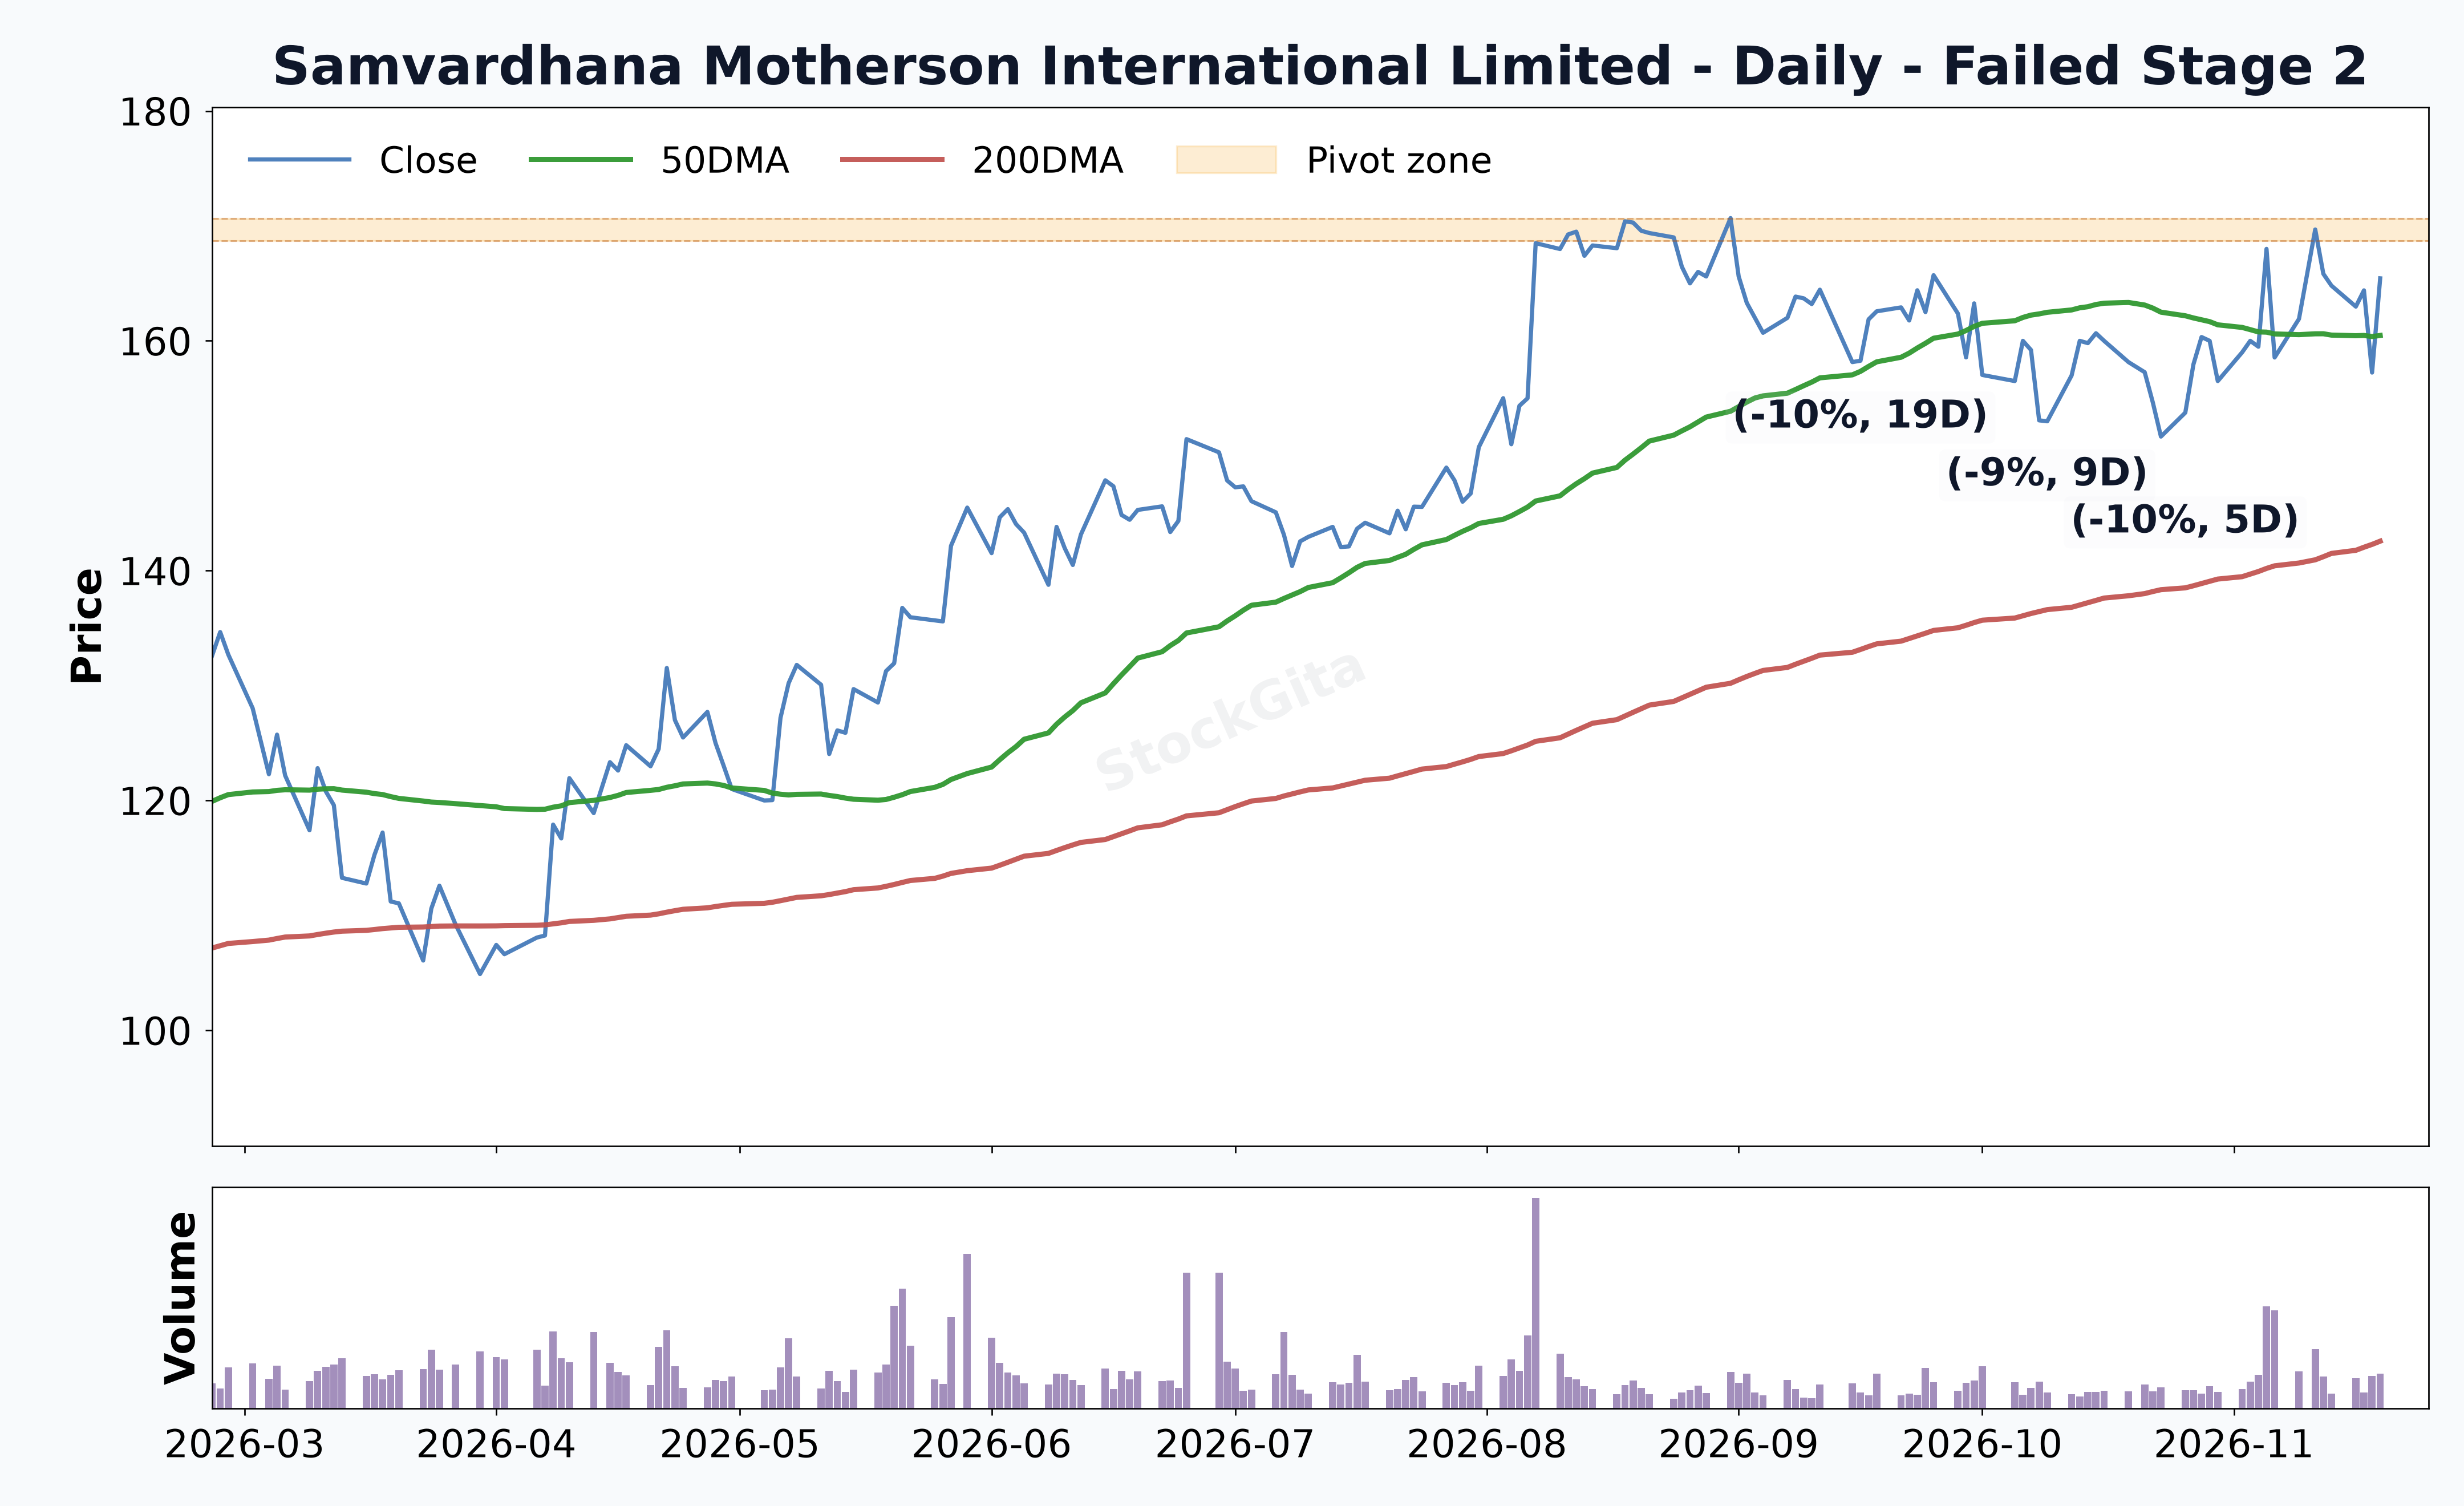 Samvardhana Motherson International Limited - Daily - Failed Stage 2
180
Close 50DMA 200DMA Pivot zone
160
(-10%, 19D)
(-9%, 9D)
(-10%, 5D)
140
Price
StockGita
120
100
Volume
2026-03 2026-04 2026-05 2026-06 2026-07 2026-08 2026-09 2026-10 2026-11